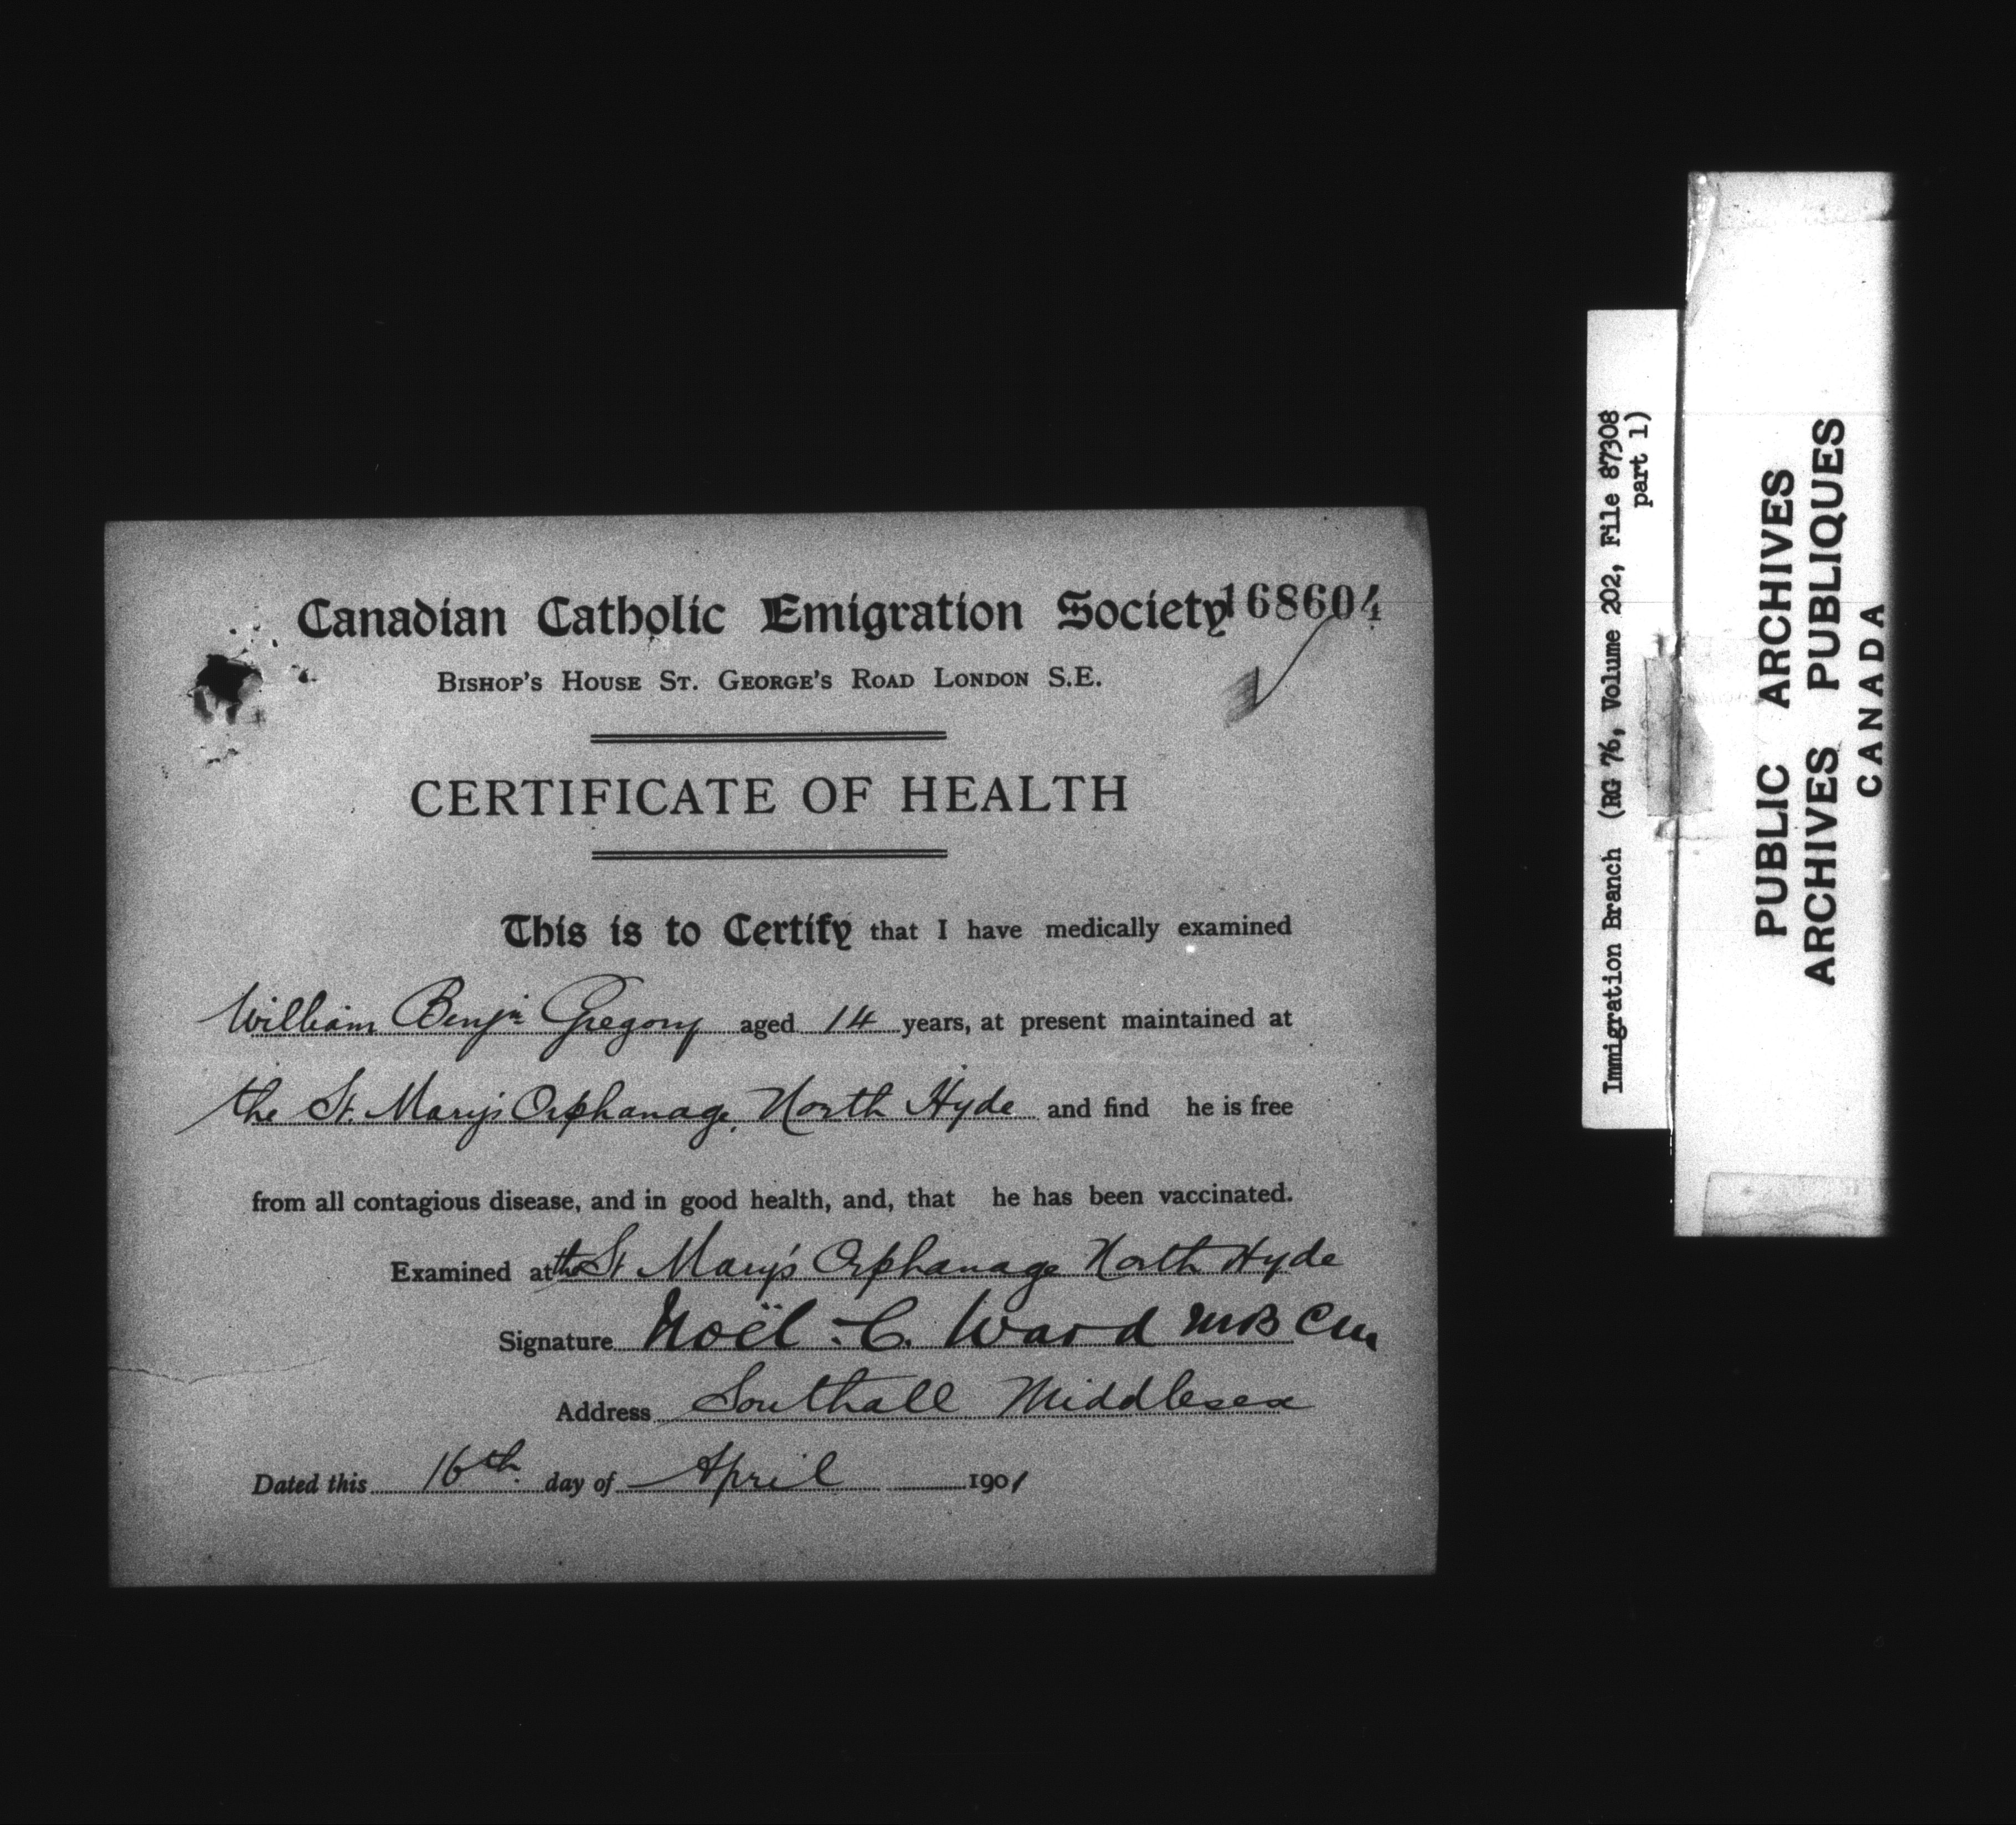 Canadian Catholic Emigration Society 168604
BISHOP'S HOUSE ST. GEORGE'S ROAD LONDON S.E.
CERTIFICATE OF HEALTH
This is to Certify that I have medically examined
William Benjn Gregory aged 14 years, at present maintained at
the St. Mary's Orphanage, North Hyde and find he is free
from all contagious disease, and in good health, and, that he has been vaccinated.
Examined at the St Mary's Orphanage North Hyde
Signature Noël C. Ward MB CM
Address Southall Middlesex
Dated this 16th day of April 1901
Immigration Branch (RG 76, Volume 202, File 87308
part 1)
PUBLIC ARCHIVES
ARCHIVES PUBLIQUES
CANADA